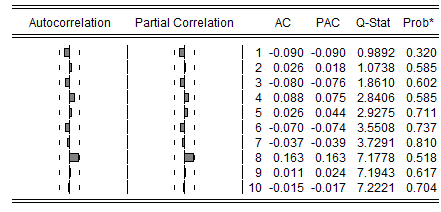 Autocorrelation Partial Correlation AC PAC Q-Stat Prob*
1 -0.090 -0.090 0.9892 0.320
2 0.026 0.018 1.0738 0.585
3 -0.080 -0.076 1.8610 0.602
4 0.088 0.075 2.8406 0.585
5 0.026 0.044 2.9275 0.711
6 -0.070 -0.074 3.5508 0.737
7 -0.037 -0.039 3.7291 0.810
8 0.163 0.163 7.1778 0.518
9 0.011 0.024 7.1943 0.617
10 -0.015 -0.017 7.2221 0.704